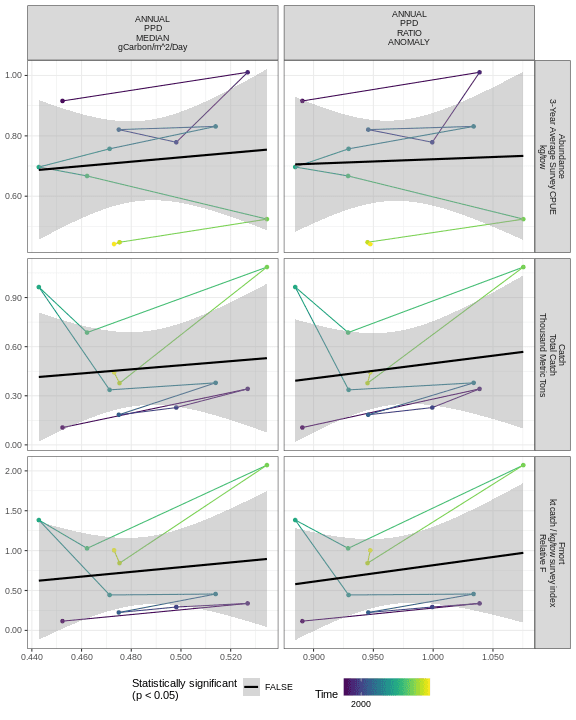 ANNUAL
PPD
MEDIAN
gCarbon/m^2/Day
ANNUAL
PPD
RATIO
ANOMALY
1.00
0.80
0.60
Abundance
3-Year Average Survey CPUE
kg/tow
0.90
0.60
0.30
0.00
Catch
Total Catch
Thousand Metric Tons
2.00
1.50
1.00
0.50
0.00
Fmort
kt catch / kg/tow survey index
Relative F
0.440
0.460
0.480
0.500
0.520
0.900
0.950
1.000
1.050
Statistically significant
(p < 0.05)
FALSE
Time
2000